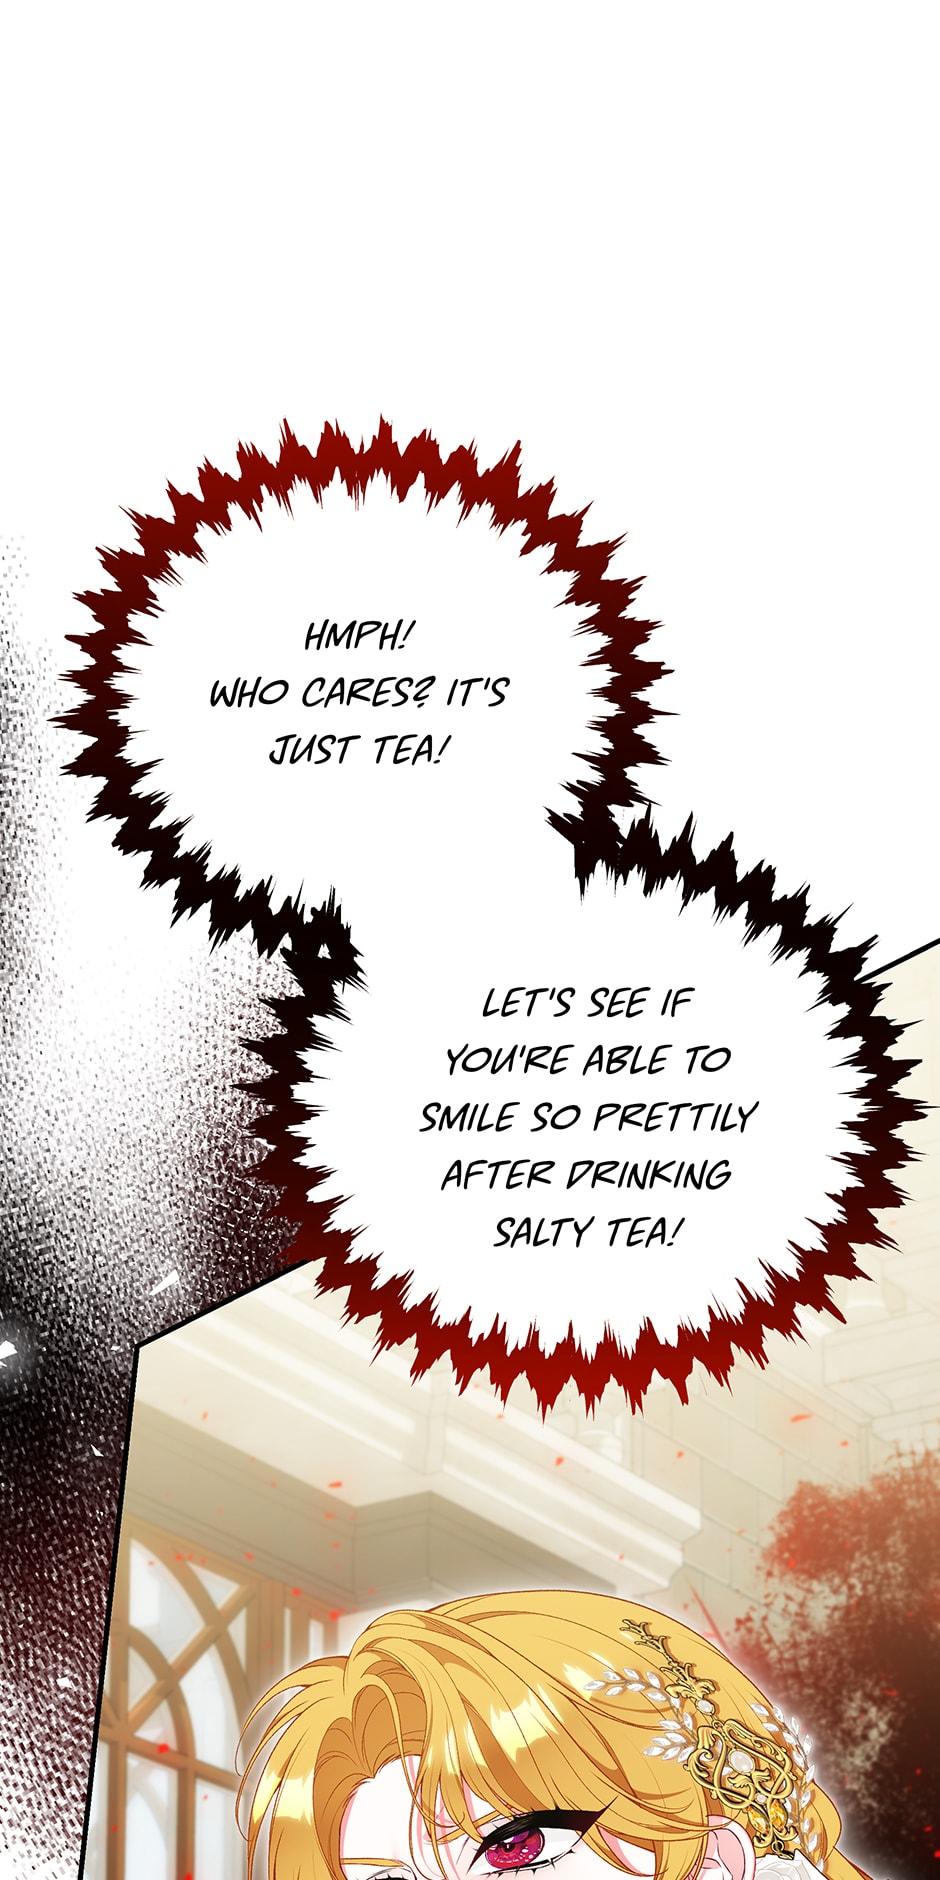 HMPH!
WHO CARES? IT'S
JUST TEA!
LET'S SEE IF
YOU'RE ABLE TO
SMILE SO PRETTILY
AFTER DRINKING
SALTY TEA!